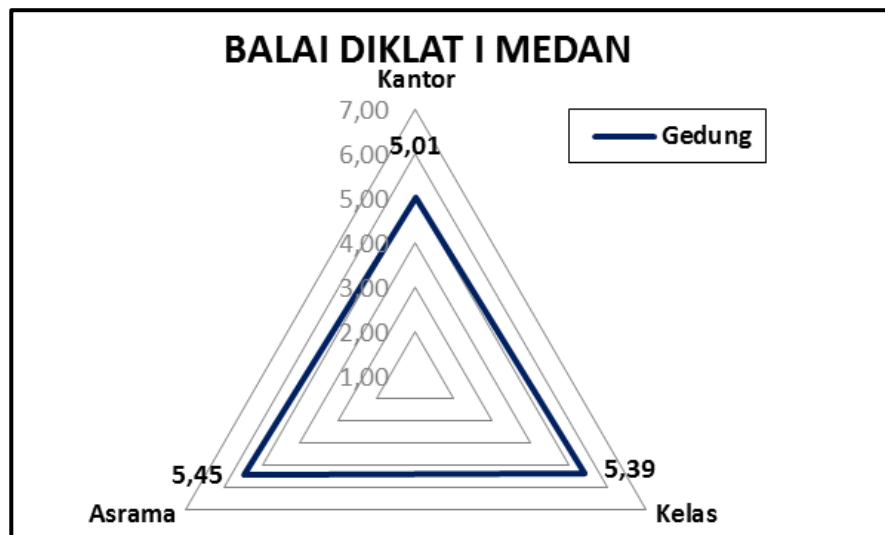 BALAI DIKLAT I MEDAN
Kantor
7,00
5,01
Gedung
6,00
5,00
4,00
3,00
2,00
1,00
5,45
5,39
Asrama
Kelas